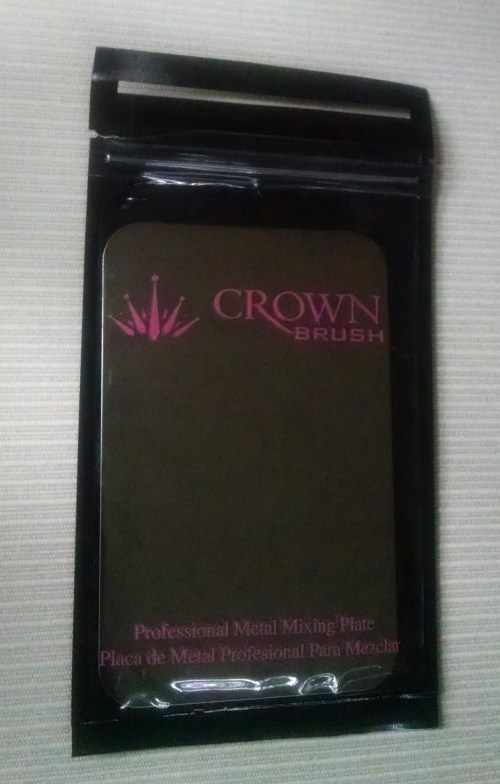 CROWN
BRUSH
Professional Metal Mixing Plate
Placa de Metal Profesional Para Mezclar